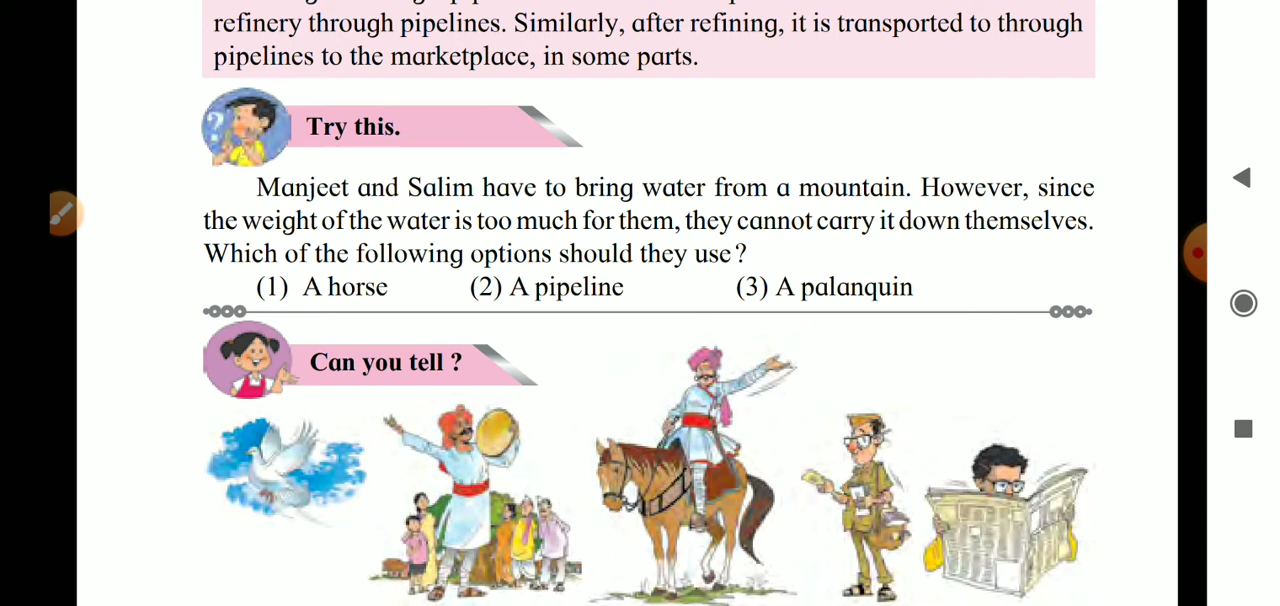 refinery through pipelines. Similarly, after refining, it is transported to through
pipelines to the marketplace, in some parts.
?
Try this.
Manjeet and Salim have to bring water from a mountain. However, since
the weight of the water is too much for them, they cannot carry it down themselves.
Which of the following options should they use?
(1) A horse (2) A pipeline (3) A palanquin
Can you tell ?